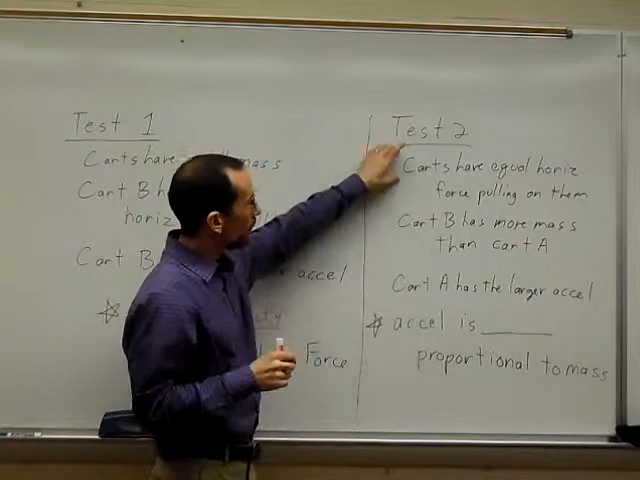 Test 1
Carts have mass
Cart B h
horiz
Cart B accel
Force
Test 2
Carts have equal horiz
force pulling on them
Cart B has more mass
than cart A
Cart A has the larger accel
accel is ______
proportional to mass